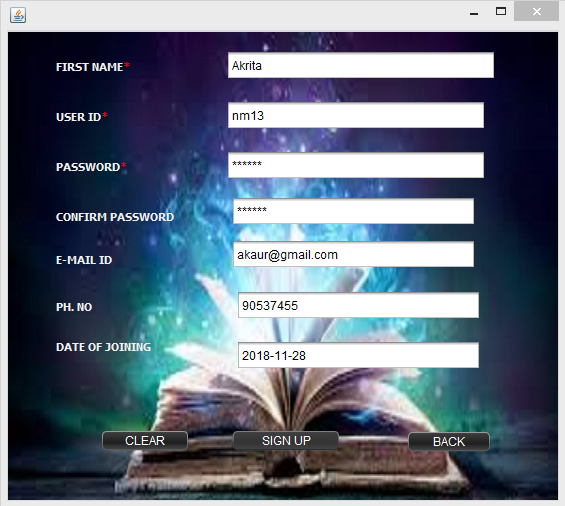 FIRST NAME* Akrita
USER ID* nm13
PASSWORD* ******
CONFIRM PASSWORD ******
E-MAIL ID akaur@gmail.com
PH. NO 90537455
DATE OF JOINING 2018-11-28
CLEAR SIGN UP BACK